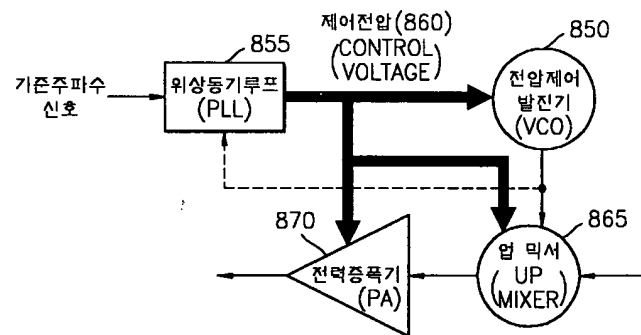 855
제어전압(860)
(CONTROL
VOLTAGE)
850
기준주파수
신호
위상동기루프
(PLL)
전압제어
발진기
(VCO)
870
865
전력증폭기
(PA)
업 믹서
(UP
MIXER)